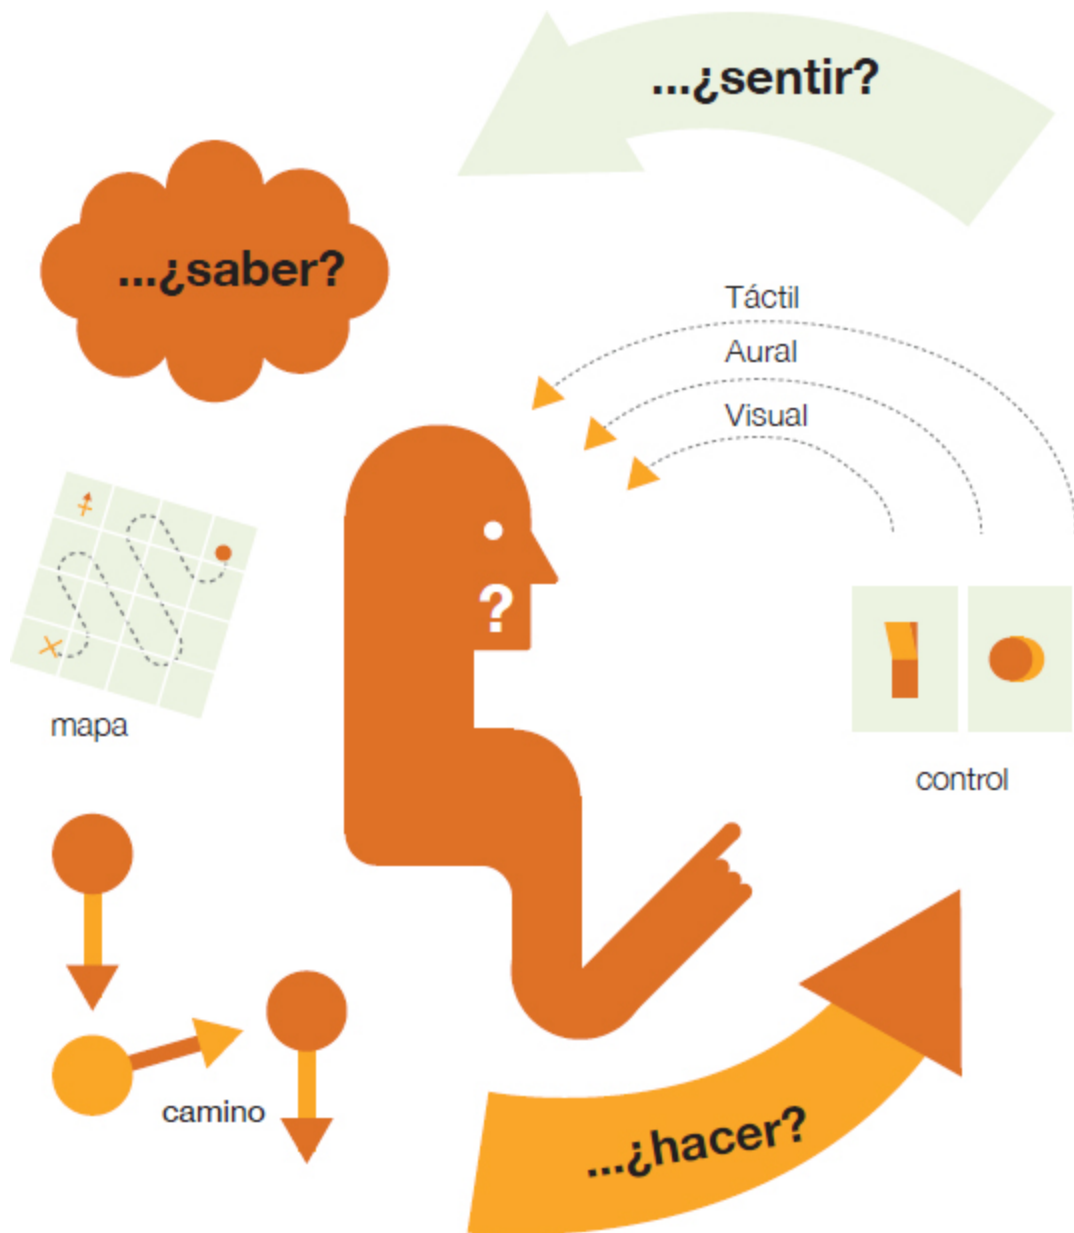 ...¿sentir?
...¿saber?
Táctil
Aural
Visual
?
mapa
control
camino
...¿hacer?